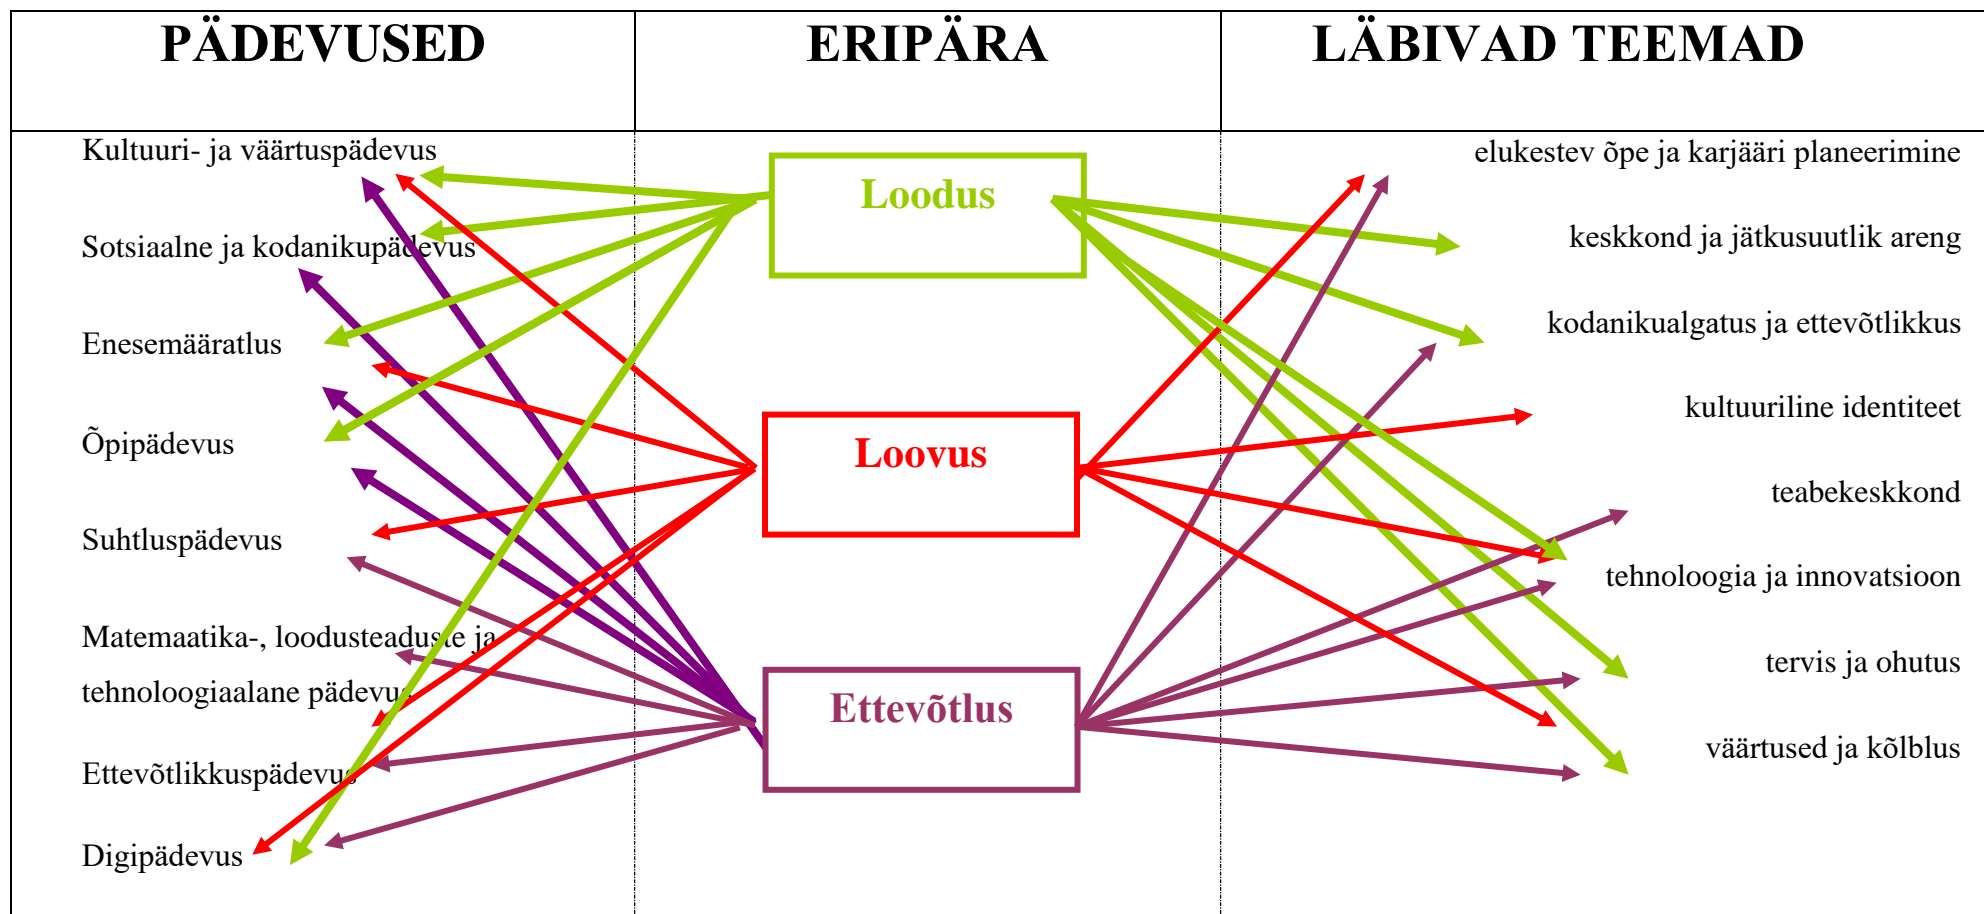 PÄDEVUSED
ERIPÄRA
LÄBIVAD TEEMAD
Kultuuri- ja väärtuspädevus
Sotsiaalne ja kodanikupädevus
Enesemääratlus
Õpipädevus
Suhtluspädevus
Matemaatika-, loodusteaduste ja
tehnoloogiaalane pädevus
Ettevõtlikkuspädevus
Digipädevus
Loodus
Loovus
Ettevõtlus
elukestev õpe ja karjääri planeerimine
keskkond ja jätkusuutlik areng
kodanikualgatus ja ettevõtlikkus
kultuuriline identiteet
teabekeskkond
tehnoloogia ja innovatsioon
tervis ja ohutus
väärtused ja kõlblus